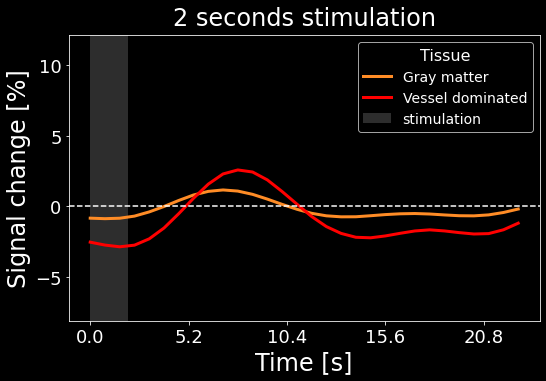 2 seconds stimulation
Signal change [%]
10
5
0
−5
Tissue
Gray matter
Vessel dominated
stimulation
0.0 5.2 10.4 15.6 20.8
Time [s]